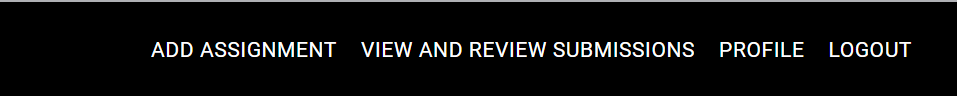 ADD ASSIGNMENT VIEW AND REVIEW SUBMISSIONS PROFILE LOGOUT